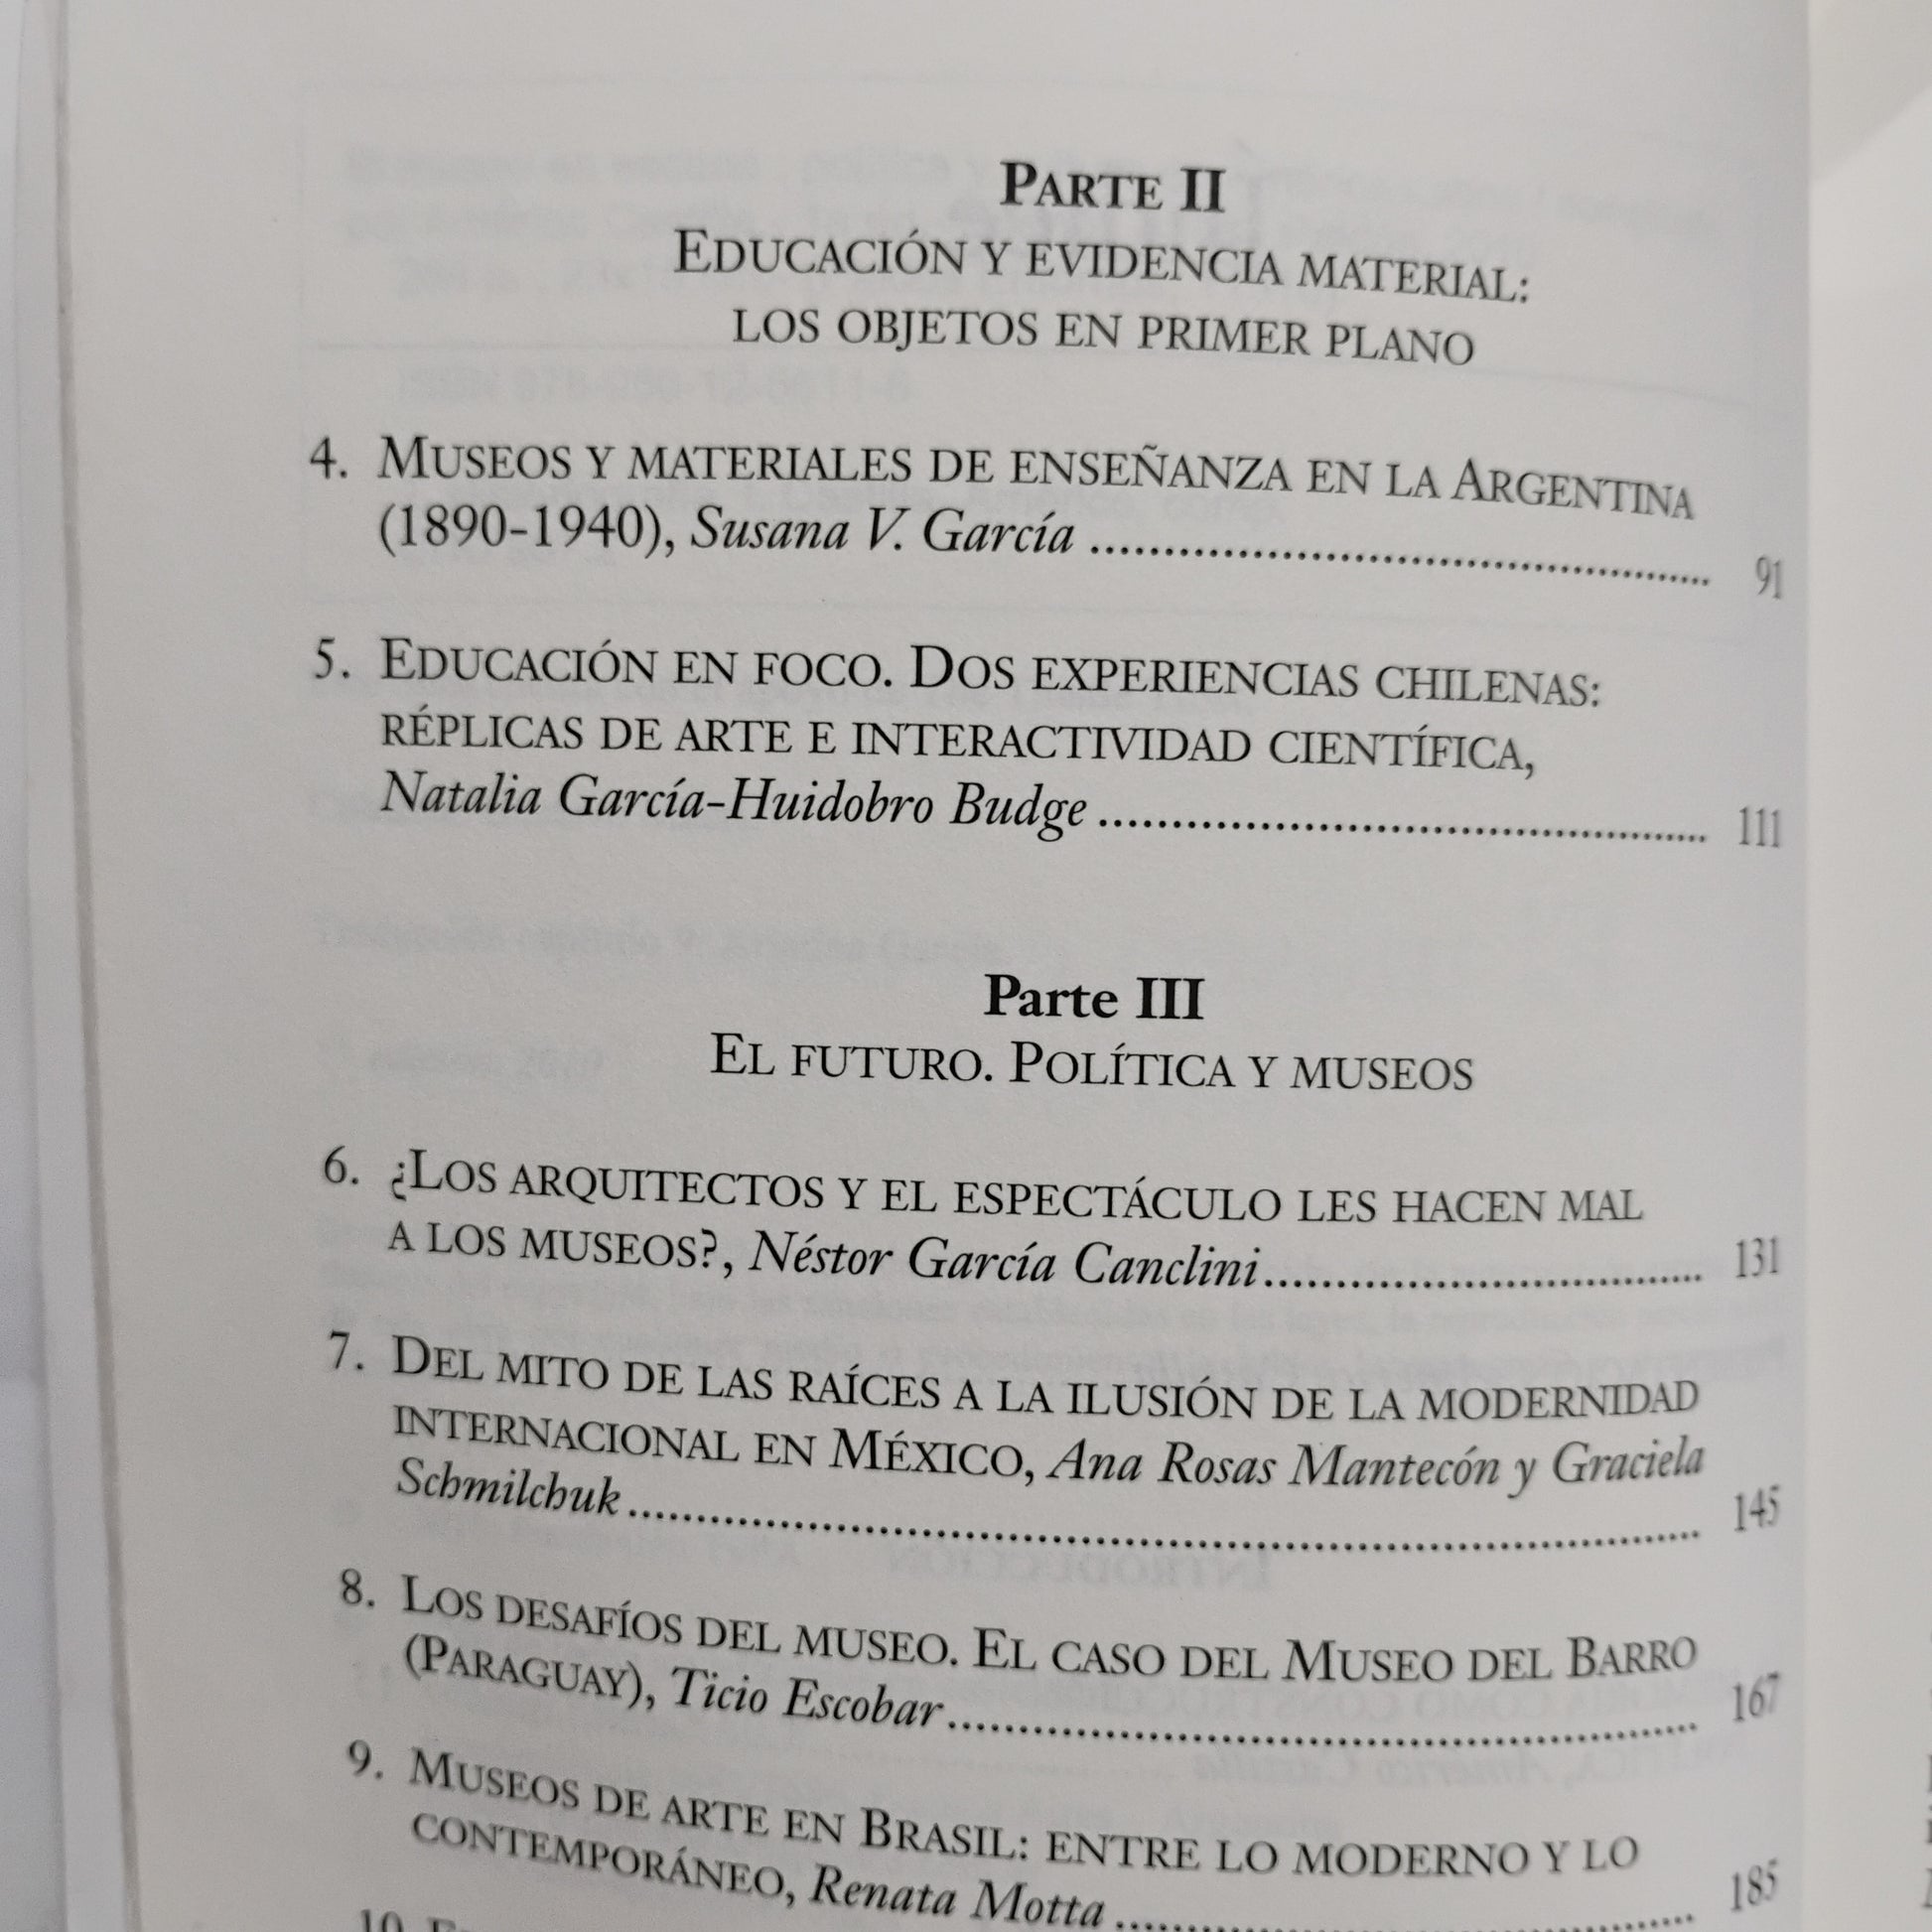 PARTE II
EDUCACIÓN Y EVIDENCIA MATERIAL:
LOS OBJETOS EN PRIMER PLANO
4. MUSEOS Y MATERIALES DE ENSEÑANZA EN LA ARGENTINA
(1890-1940), Susana V. García ........ 91
5. EDUCACIÓN EN FOCO. DOS EXPERIENCIAS CHILENAS:
RÉPLICAS DE ARTE E INTERACTIVIDAD CIENTÍFICA,
Natalia García-Huidobro Budge ........ 111
Parte III
EL FUTURO. POLÍTICA Y MUSEOS
6. ¿LOS ARQUITECTOS Y EL ESPECTÁCULO LES HACEN MAL
A LOS MUSEOS?, Néstor García Canclini ........ 131
7. DEL MITO DE LAS RAÍCES A LA ILUSIÓN DE LA MODERNIDAD
INTERNACIONAL EN MÉXICO, Ana Rosas Mantecón y Graciela
Schmilchuk ........ 145
8. LOS DESAFÍOS DEL MUSEO. EL CASO DEL MUSEO DEL BARRO
(PARAGUAY), Ticio Escobar ........ 167
9. MUSEOS DE ARTE EN BRASIL: ENTRE LO MODERNO Y LO
CONTEMPORÁNEO, Renata Motta ........ 185
10.